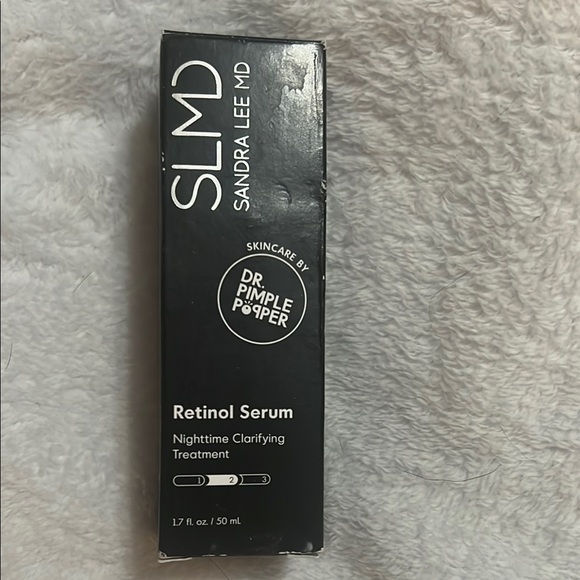 SLMD
SANDRA LEE MD
SKINCARE BY
DR.
PIMPLE
POPPER
Retinol Serum
Nighttime Clarifying
Treatment
1 2 3
1.7 fl. oz. / 50 mL